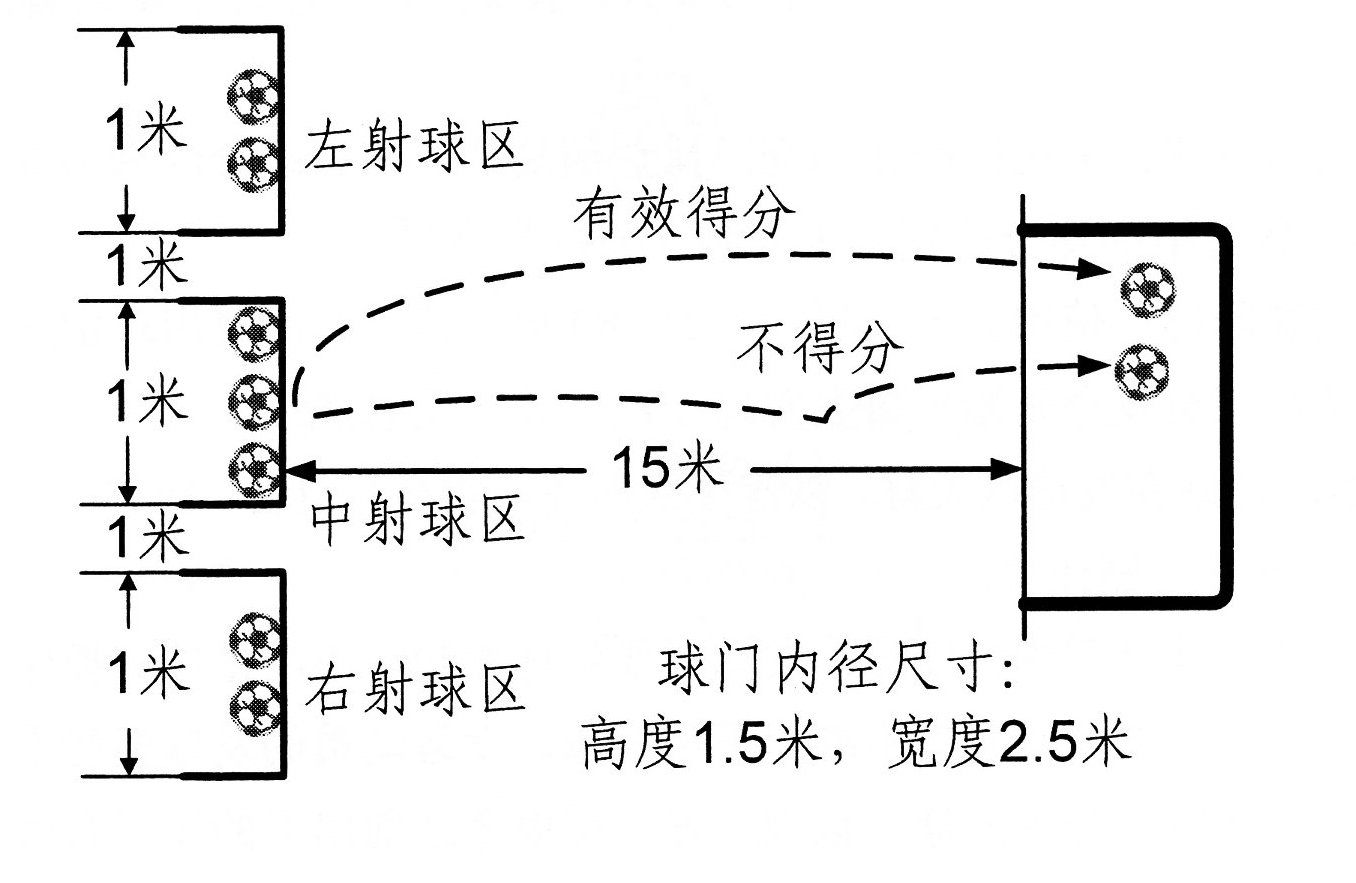 1米
左射球区
1米
有效得分
不得分
1米
15米
中射球区
1米
1米
右射球区
球门内径尺寸:
高度1.5米，宽度2.5米